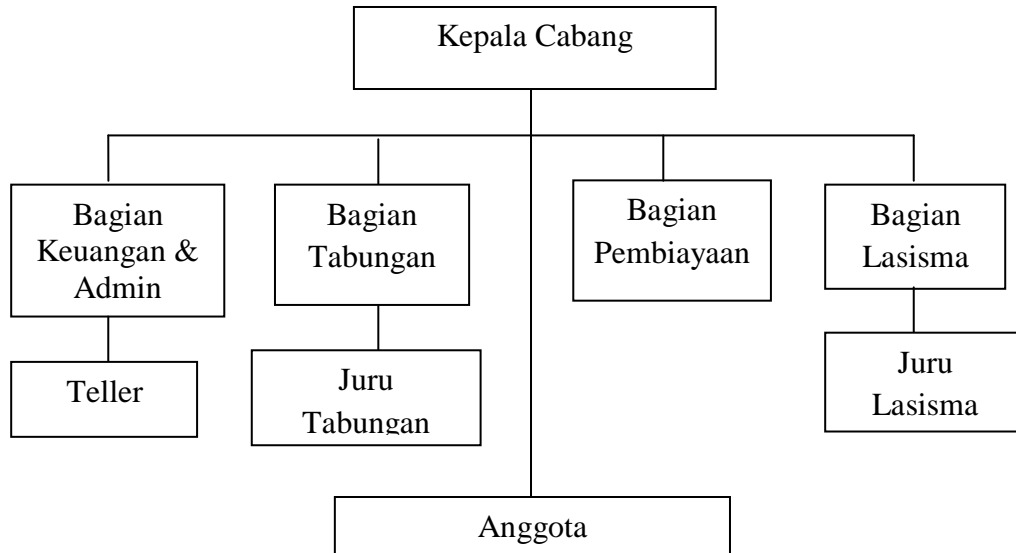 Kepala Cabang
Bagian
Keuangan &
Admin
Bagian
Tabungan
Bagian
Pembiayaan
Bagian
Lasisma
Teller
Juru
Tabungan
Juru
Lasisma
Anggota